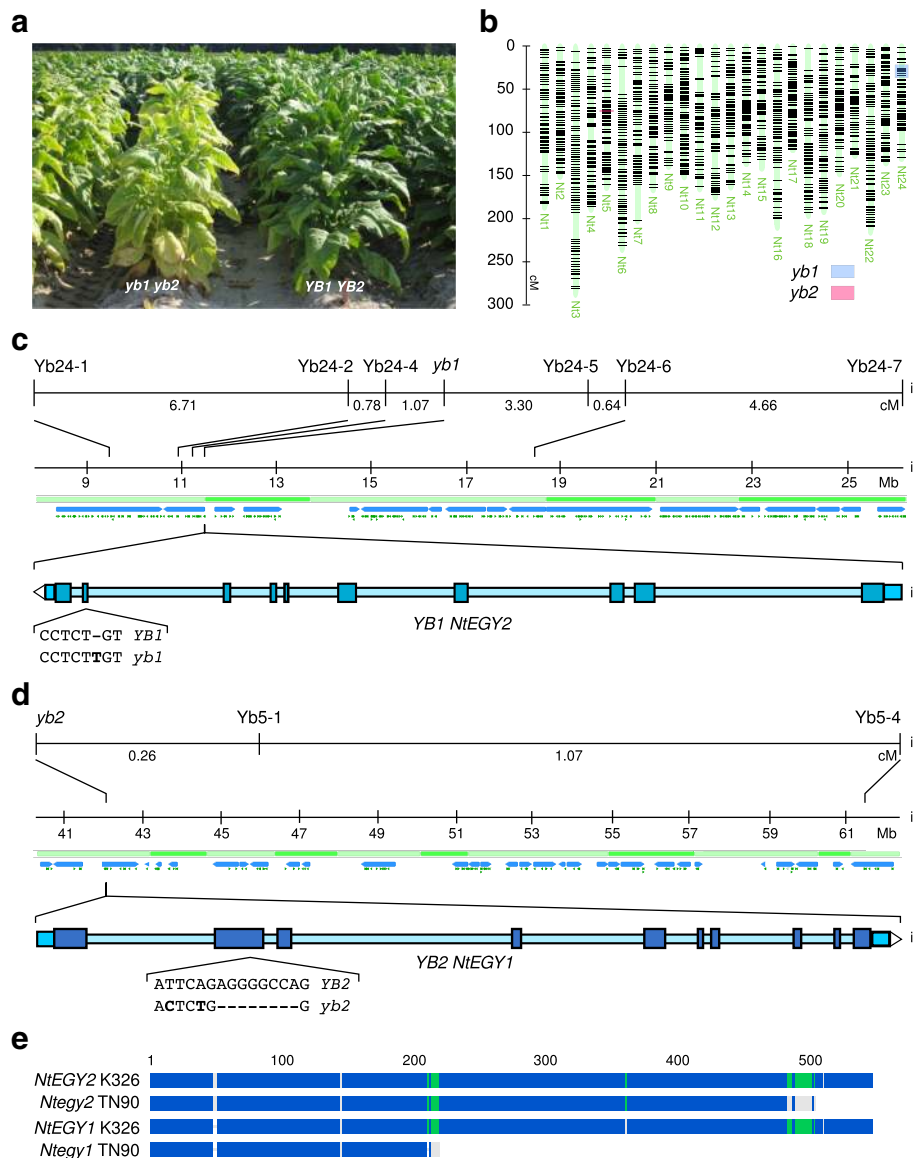 a
yb1 yb2
YB1 YB2
b
0
50
100
150
200
250
300
cM
Nt1
Nt2
Nt3
Nt4
Nt5
Nt6
Nt7
Nt8
Nt9
Nt10
Nt11
Nt12
Nt13
Nt14
Nt15
Nt16
Nt17
Nt18
Nt19
Nt20
Nt21
Nt22
Nt23
Nt24
yb1
yb2
c
Yb24-1 Yb24-2 Yb24-4 yb1 Yb24-5 Yb24-6 Yb24-7
i
6.71 0.78 1.07 3.30 0.64 4.66 cM
i
9 11 13 15 17 19 21 23 25 Mb
i
YB1 NtEGY2
CCTCT-GT YB1
CCTCTTGT yb1
d
yb2 Yb5-1 Yb5-4
i
0.26 1.07 cM
i
41 43 45 47 49 51 53 55 57 59 61 Mb
i
YB2 NtEGY1
ATTCAGAGGGGCCAG YB2
ACTCTG--------G yb2
e
1 100 200 300 400 500
NtEGY2 K326
Ntegy2 TN90
NtEGY1 K326
Ntegy1 TN90